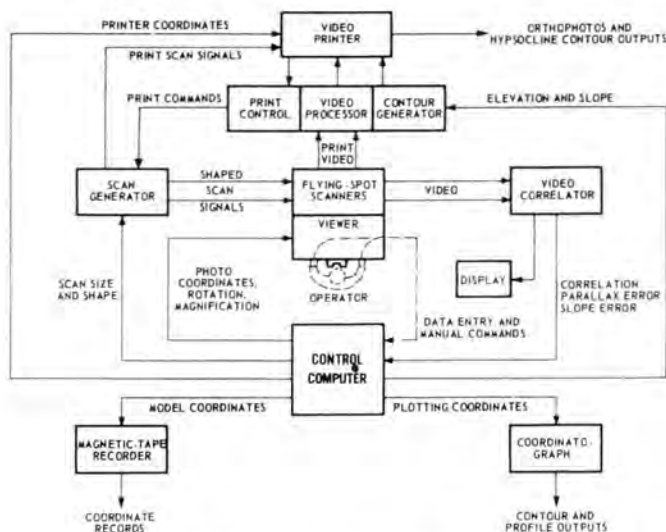 PRINTER COORDINATES
VIDEO
PRINTER
ORTHOPHOTOS AND
HYPSOCLINE CONTOUR OUTPUTS
PRINT SCAN SIGNALS
PRINT COMMANDS
PRINT
CONTROL
VIDEO
PROCESSOR
CONTOUR
GENERATOR
ELEVATION AND SLOPE
PRINT
VIDEO
SCAN
GENERATOR
SHAPED
SCAN
SIGNALS
FLYING-SPOT
SCANNERS
VIDEO
VIDEO
CORRELATOR
VIEWER
PHOTO
COORDINATES,
ROTATION,
MAGNIFICATION
OPERATOR
SCAN SIZE
AND SHAPE
DISPLAY
CORRELATION
PARALLAX ERROR
SLOPE ERROR
DATA ENTRY AND
MANUAL COMMANDS
CONTROL
COMPUTER
MODEL COORDINATES
PLOTTING COORDINATES
MAGNETIC-TAPE
RECORDER
COORDINATO-
GRAPH
COORDINATE
RECORDS
CONTOUR AND
PROFILE OUTPUTS